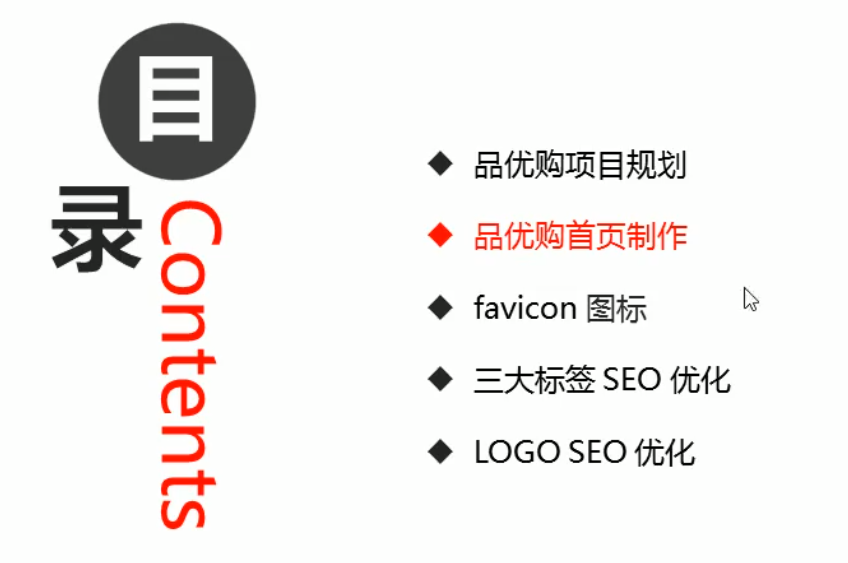 目
录
Contents
品优购项目规划
品优购首页制作
favicon 图标
三大标签 SEO 优化
LOGO SEO 优化